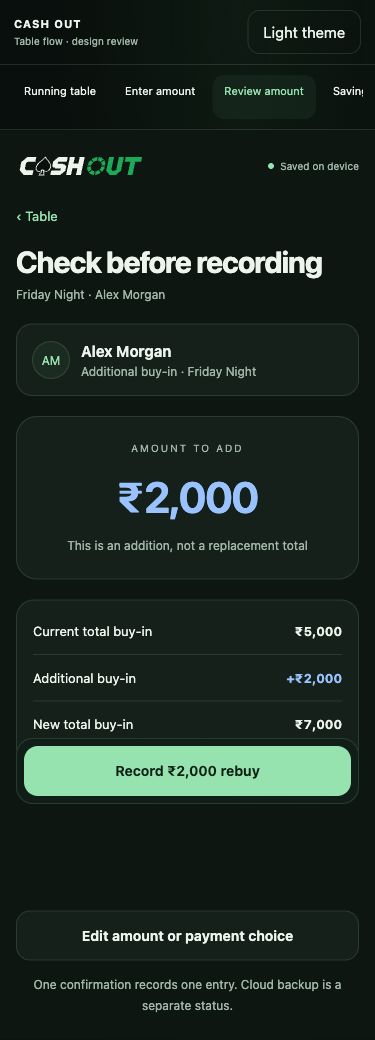 CASH OUT
Table flow · design review
Light theme
Running table
Enter amount
Review amount
Saving
CASHOUT
Saved on device
‹ Table
Check before recording
Friday Night · Alex Morgan
AM
Alex Morgan
Additional buy-in · Friday Night
AMOUNT TO ADD
₹2,000
This is an addition, not a replacement total
Current total buy-in ₹5,000
Additional buy-in +₹2,000
New total buy-in ₹7,000
Record ₹2,000 rebuy
Edit amount or payment choice
One confirmation records one entry. Cloud backup is a
separate status.